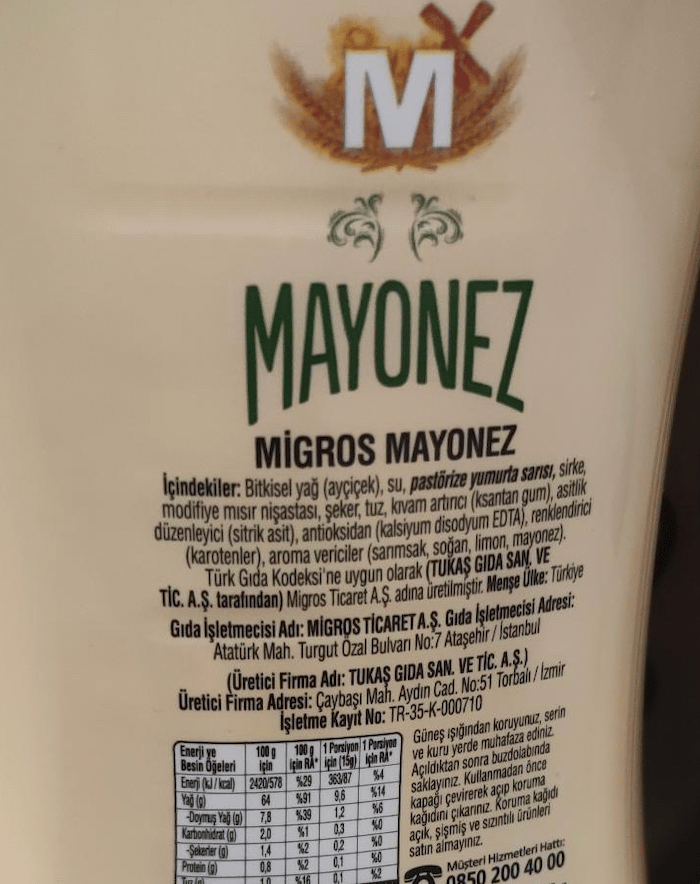 M
MAYONEZ
MİGROS MAYONEZ
İçindekiler: Bitkisel yağ (ayçiçek), su, pastörize yumurta sarısı, sirke,
modifiye mısır nişastası, şeker, tuz, kıvam artırıcı (ksantan gum), asitlik
düzenleyici (sitrik asit), antioksidan (kalsiyum disodyum EDTA), renklendirici
(karotenler), aroma vericiler (sarımsak, soğan, limon, mayonez).
Türk Gıda Kodeksi'ne uygun olarak (TUKAŞ GIDA SAN. VE
TİC. A.Ş. tarafından) Migros Ticaret A.Ş. adına üretilmiştir. Menşe Ülke: Türkiye
Gıda İşletmecisi Adı: MİGROS TİCARET A.Ş. Gıda İşletmecisi Adresi:
Atatürk Mah. Turgut Özal Bulvarı No:7 Ataşehir / İstanbul
(Üretici Firma Adı: TUKAŞ GIDA SAN. VE TİC. A.Ş.)
Üretici Firma Adresi: Çaybaşı Mah. Aydın Cad. No:51 Torbalı / İzmir
İşletme Kayıt No: TR-35-K-000710
Enerji ve Besin Öğeleri 100 g için 100 g için RA* 1 Porsiyon için (15g) 1 Porsiyon için RA*
Enerji (kJ / kcal) 2420/578 %29 363/87 %4
Yağ (g) 64 %91 9,6 %14
-Doymuş Yağ (g) 7,8 %39 1,2 %6
Karbonhidrat (g) 2,0 %1 0,3 %0
-Şekerler (g) 1,4 %2 0,2 %0
Protein (g) 0,8 %2 0,1 %0
Tuz (g) 1,0 %16 0,1 %2
Güneş ışığından koruyunuz, serin
ve kuru yerde muhafaza ediniz.
Açıldıktan sonra buzdolabında
saklayınız. Kullanmadan önce
kapağı çevirerek açıp koruma
kağıdını çıkarınız. Koruma kağıdı
açık, şişmiş ve sızıntılı ürünleri
satın almayınız.
Müşteri Hizmetleri Hattı:
0850 200 40 00